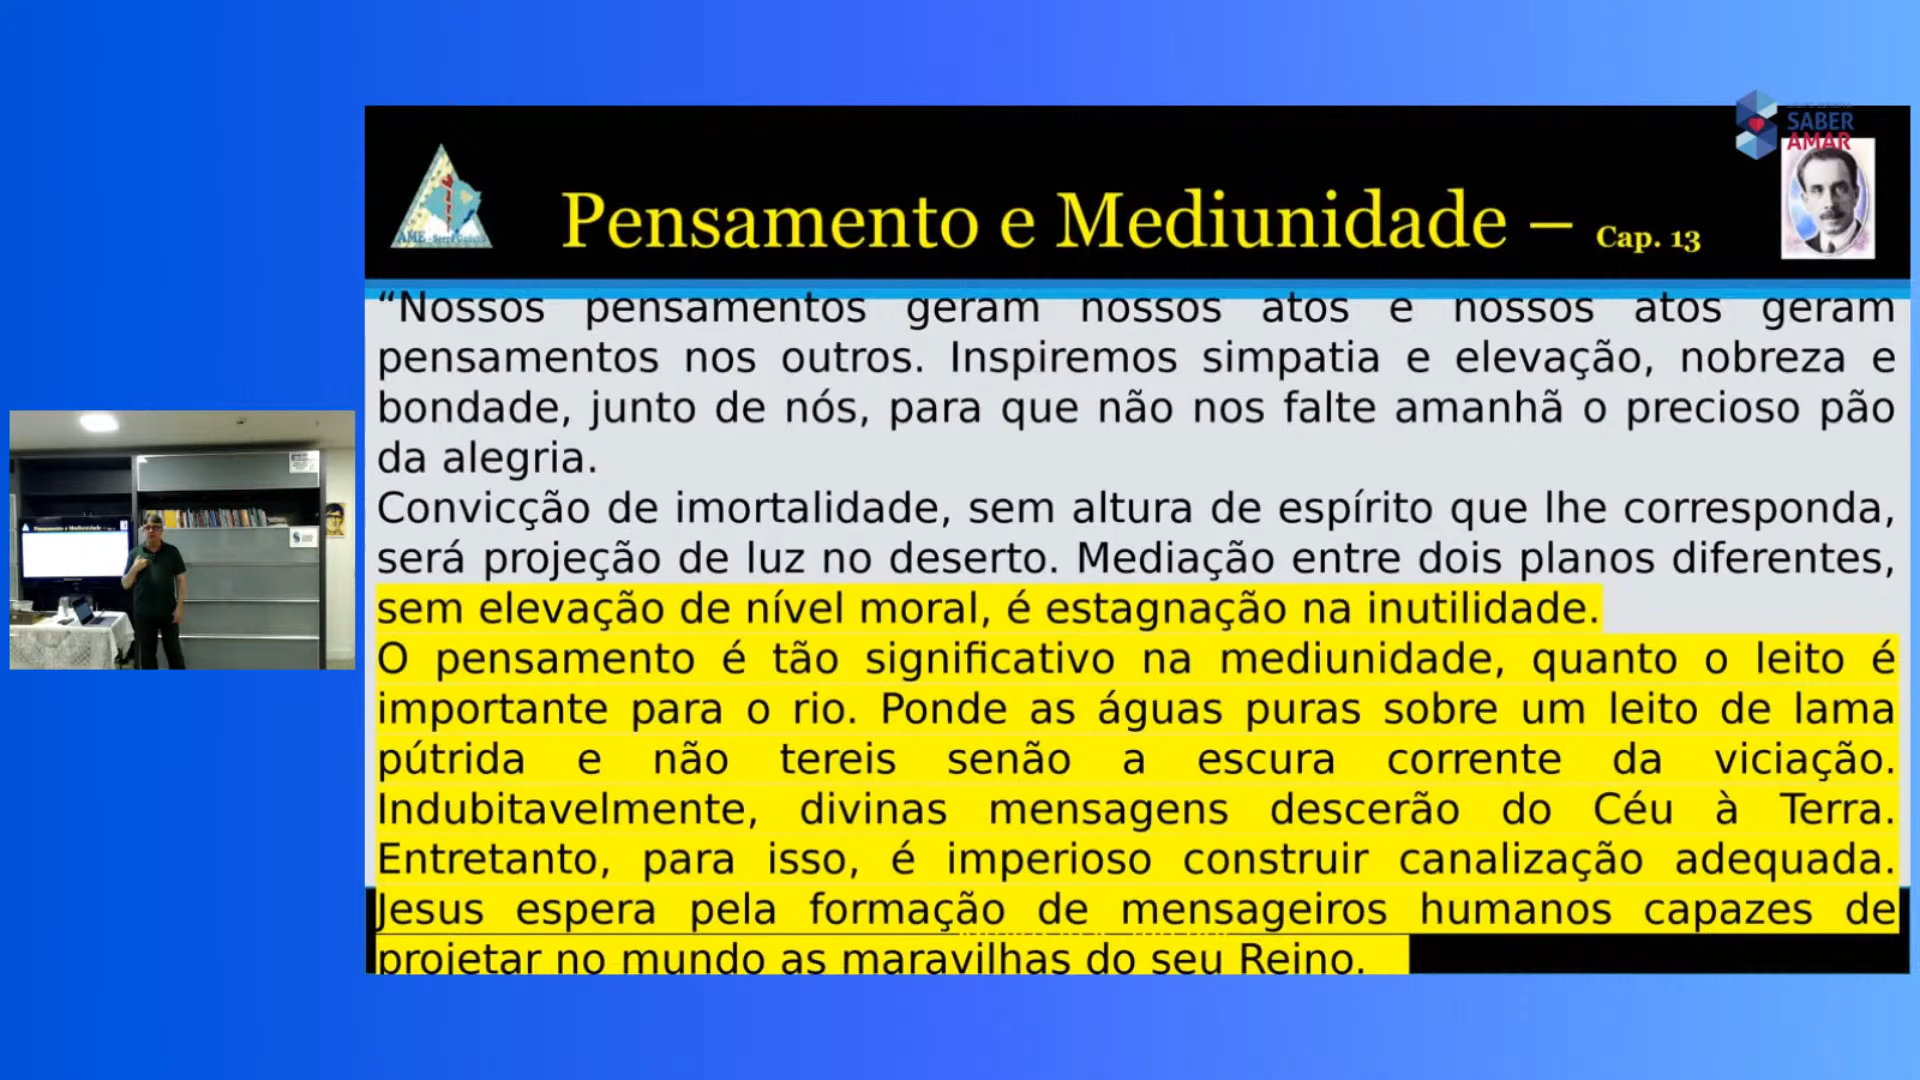 SABER
AMAR
AME - Serra Gaúcha
Pensamento e Mediunidade – Cap. 13
“Nossos pensamentos geram nossos atos e nossos atos geram
pensamentos nos outros. Inspiremos simpatia e elevação, nobreza e
bondade, junto de nós, para que não nos falte amanhã o precioso pão
da alegria.
Convicção de imortalidade, sem altura de espírito que lhe corresponda,
será projeção de luz no deserto. Mediação entre dois planos diferentes,
sem elevação de nível moral, é estagnação na inutilidade.
O pensamento é tão significativo na mediunidade, quanto o leito é
importante para o rio. Ponde as águas puras sobre um leito de lama
pútrida e não tereis senão a escura corrente da viciação.
Indubitavelmente, divinas mensagens descerão do Céu à Terra.
Entretanto, para isso, é imperioso construir canalização adequada.
Jesus espera pela formação de mensageiros humanos capazes de
projetar no mundo as maravilhas do seu Reino.
Pensamento e Mediunidade –